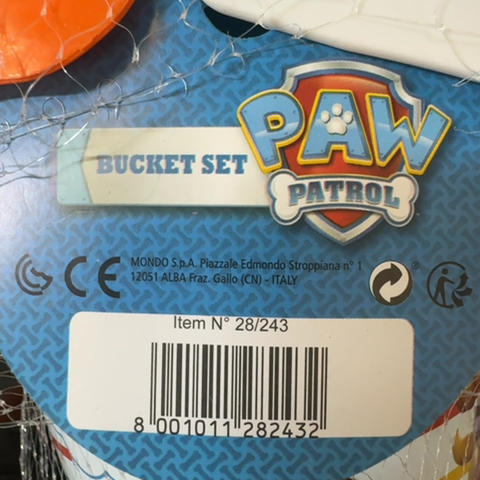 PAW
PATROL
BUCKET SET
MONDO S.p.A. Piazzale Edmondo Stroppiana n° 1
12051 ALBA Fraz. Gallo (CN) - ITALY
CE
Item N° 28/243
8 001011 282432